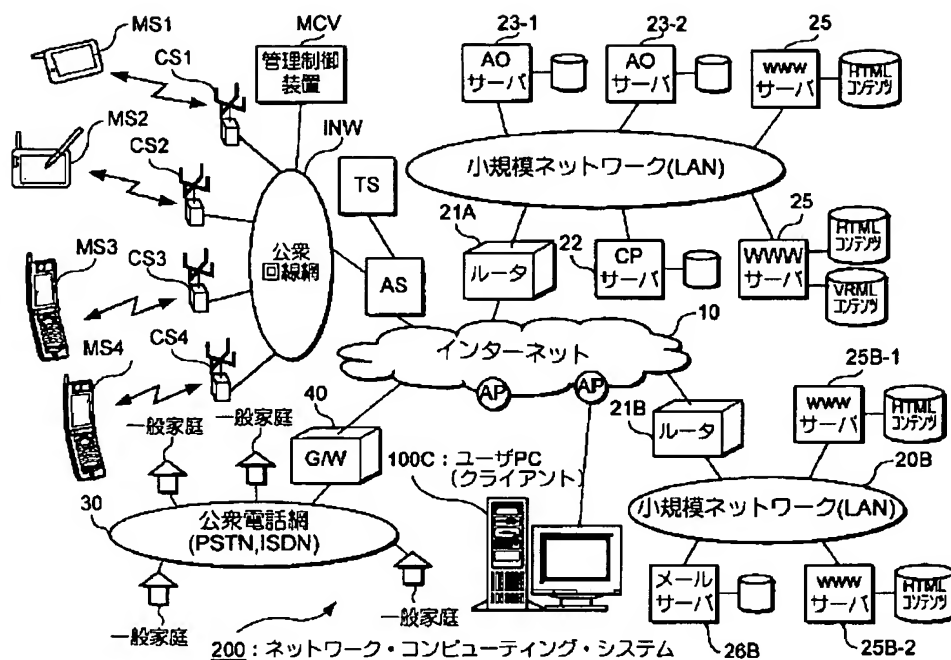 MS1
MS2
MS3
MS4
CS1
CS2
CS3
CS4
MCV
管理制御
装置
INW
公衆
回線網
TS
AS
23-1
AO
サーバ
23-2
AO
サーバ
25
WWW
サーバ
HTML
コンテンツ
小規模ネットワーク(LAN)
21A
ルータ
22
CP
サーバ
25
WWW
サーバ
HTML
コンテンツ
VRML
コンテンツ
10
インターネット
AP
AP
一般家庭
一般家庭
40
G/W
30
公衆電話網
(PSTN,ISDN)
一般家庭
一般家庭
100C:ユーザPC
(クライアント)
21B
ルータ
25B-1
WWW
サーバ
HTML
コンテンツ
20B
小規模ネットワーク(LAN)
メール
サーバ
26B
WWW
サーバ
25B-2
HTML
コンテンツ
200:ネットワーク・コンピューティング・システム